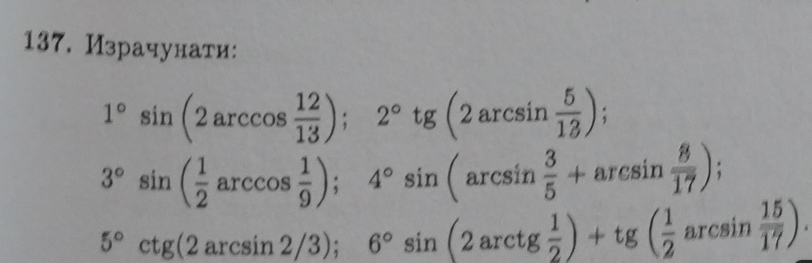 137. Израчунати:
1° sin (2 arccos 12/13);  2° tg (2 arcsin 5/13);
3° sin (1/2 arccos 1/9);  4° sin ( arcsin 3/5 + arcsin 8/17);
5° ctg(2 arcsin 2/3);  6° sin (2 arctg 1/2) + tg (1/2 arcsin 15/17).